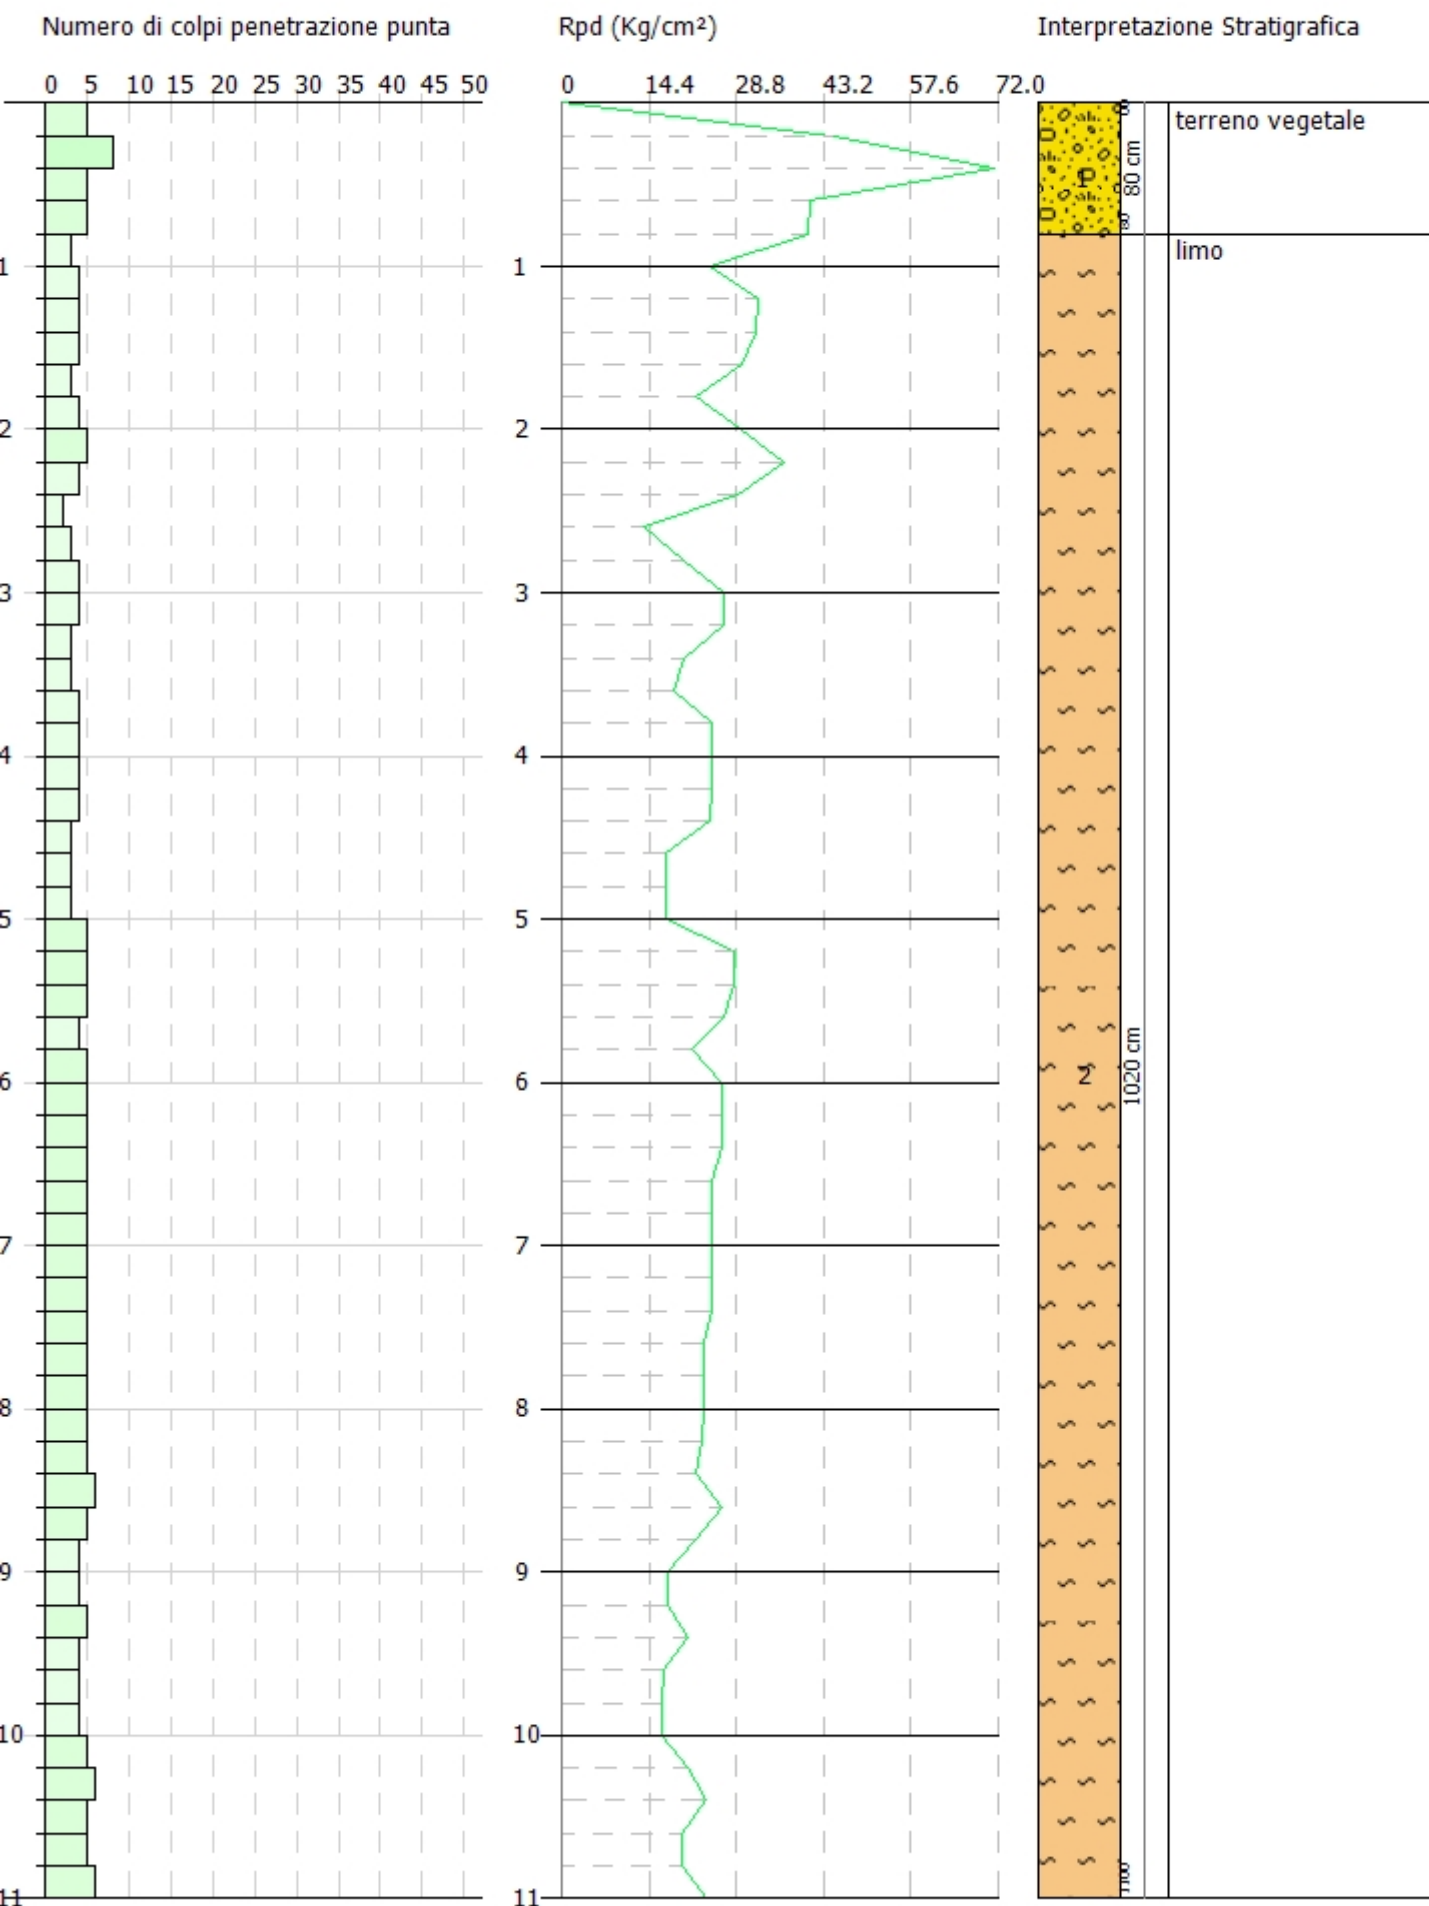 Numero di colpi penetrazione punta
Rpd (Kg/cm²)
Interpretazione Stratigrafica
0 5 10 15 20 25 30 35 40 45 50
0 14.4 28.8 43.2 57.6 72.0
terreno vegetale
80 cm
1
80
limo
1 1
2 2
3 3
4 4
5 5
1020 cm
2
6 6
7 7
8 8
9 9
10 10
1100
11 11